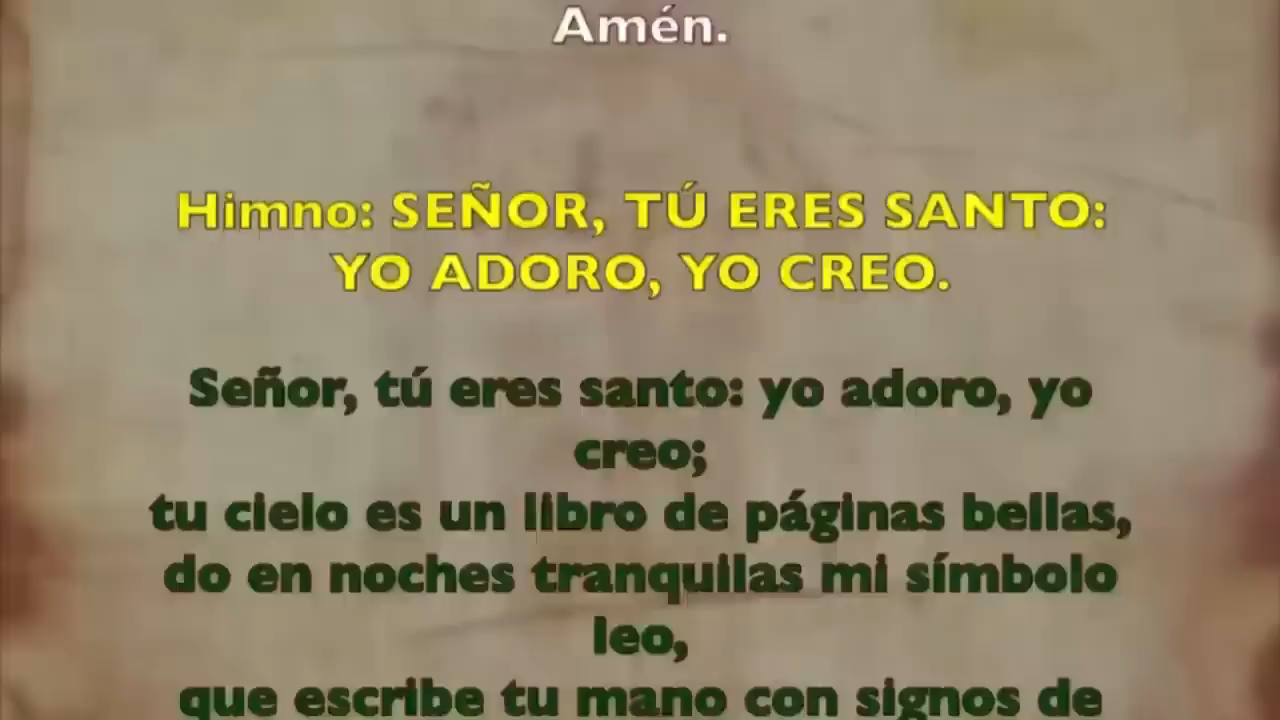 Amén.
Himno: SEÑOR, TÚ ERES SANTO:
YO ADORO, YO CREO.
Señor, tú eres santo: yo adoro, yo
creo;
tu cielo es un libro de páginas bellas,
do en noches tranquilas mi símbolo
leo,
que escribe tu mano con signos de